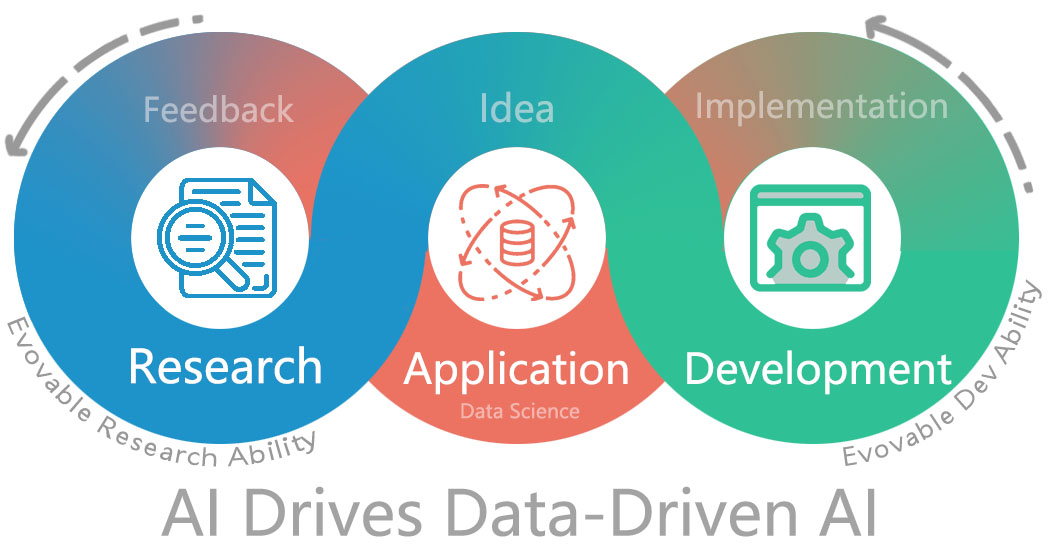 Feedback
Idea
Implementation
Research
Application
Data Science
Development
Evovable Research Ability
Evovable Dev Ability
AI Drives Data-Driven AI